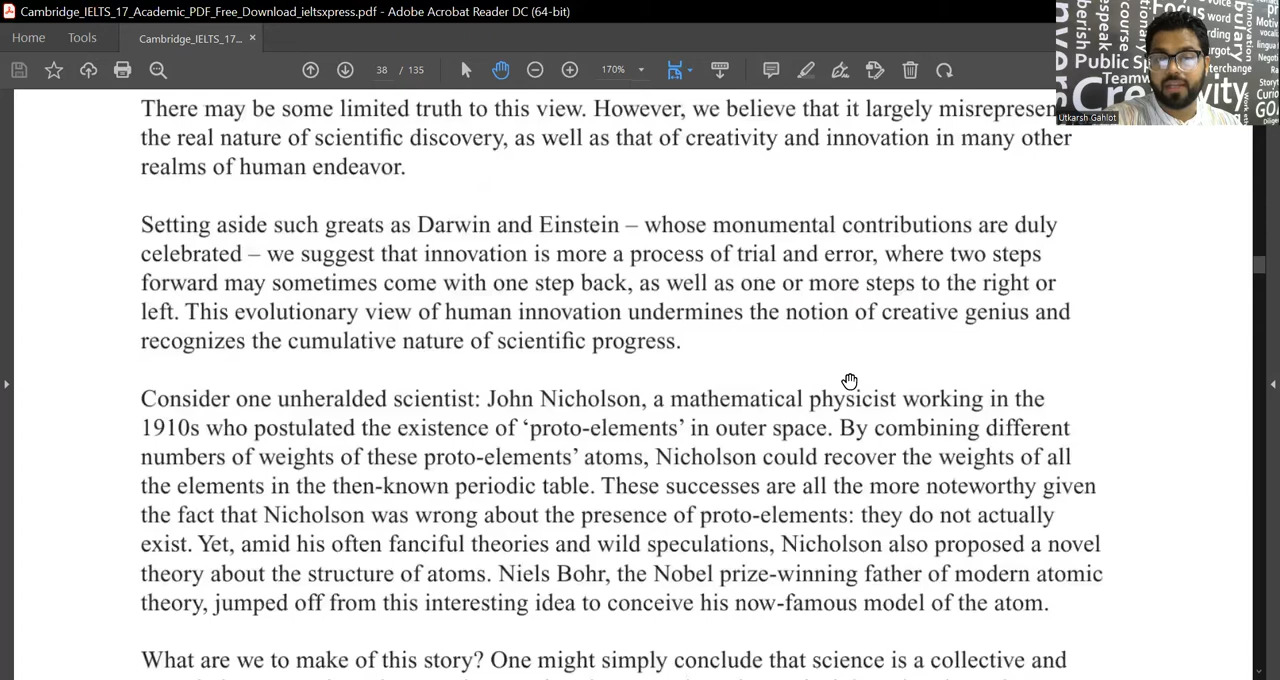 Cambridge_IELTS_17_Academic_PDF_Free_Download_ieltsxpress.pdf - Adobe Acrobat Reader DC (64-bit)
Home Tools Cambridge_IELTS_17... ×
38 / 135 170%
Focus
word
speak
course
Public Sp
Teamw
Creativity
terchange
Utkarsh Gahlot
There may be some limited truth to this view. However, we believe that it largely misrepresen
the real nature of scientific discovery, as well as that of creativity and innovation in many other
realms of human endeavor.
Setting aside such greats as Darwin and Einstein – whose monumental contributions are duly
celebrated – we suggest that innovation is more a process of trial and error, where two steps
forward may sometimes come with one step back, as well as one or more steps to the right or
left. This evolutionary view of human innovation undermines the notion of creative genius and
recognizes the cumulative nature of scientific progress.
Consider one unheralded scientist: John Nicholson, a mathematical physicist working in the
1910s who postulated the existence of ‘proto-elements’ in outer space. By combining different
numbers of weights of these proto-elements’ atoms, Nicholson could recover the weights of all
the elements in the then-known periodic table. These successes are all the more noteworthy given
the fact that Nicholson was wrong about the presence of proto-elements: they do not actually
exist. Yet, amid his often fanciful theories and wild speculations, Nicholson also proposed a novel
theory about the structure of atoms. Niels Bohr, the Nobel prize-winning father of modern atomic
theory, jumped off from this interesting idea to conceive his now-famous model of the atom.
What are we to make of this story? One might simply conclude that science is a collective and